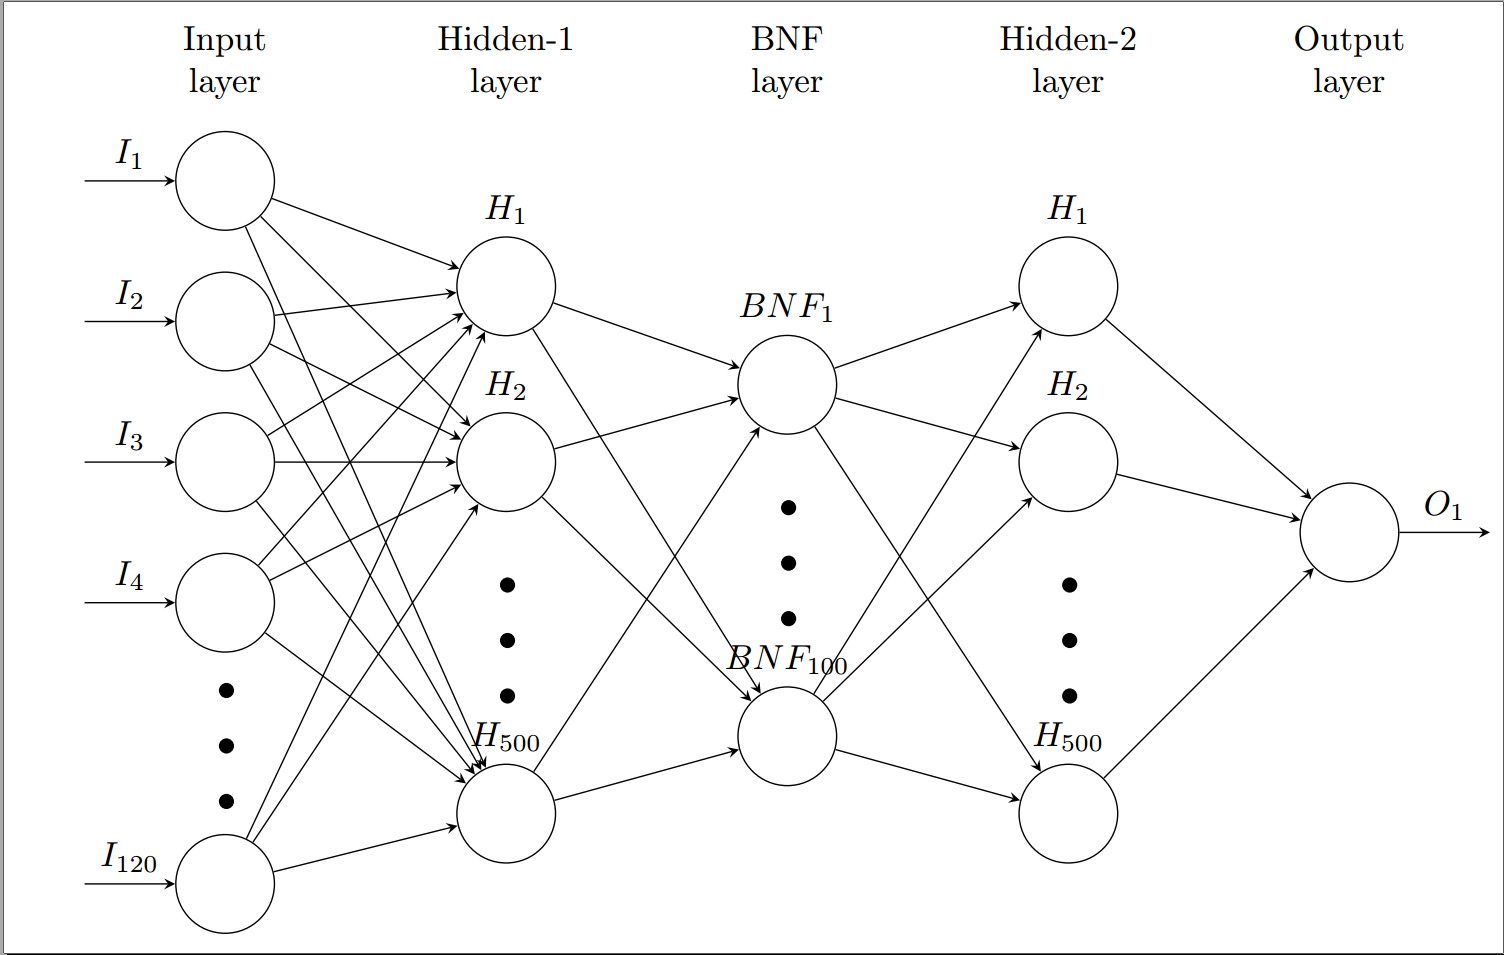 Input
layer
Hidden-1
layer
BNF
layer
Hidden-2
layer
Output
layer
I₁
I₂
I₃
I₄
I₁₂₀
H₁
H₂
H₅₀₀
BNF₁
BNF₁₀₀
H₁
H₂
H₅₀₀
O₁